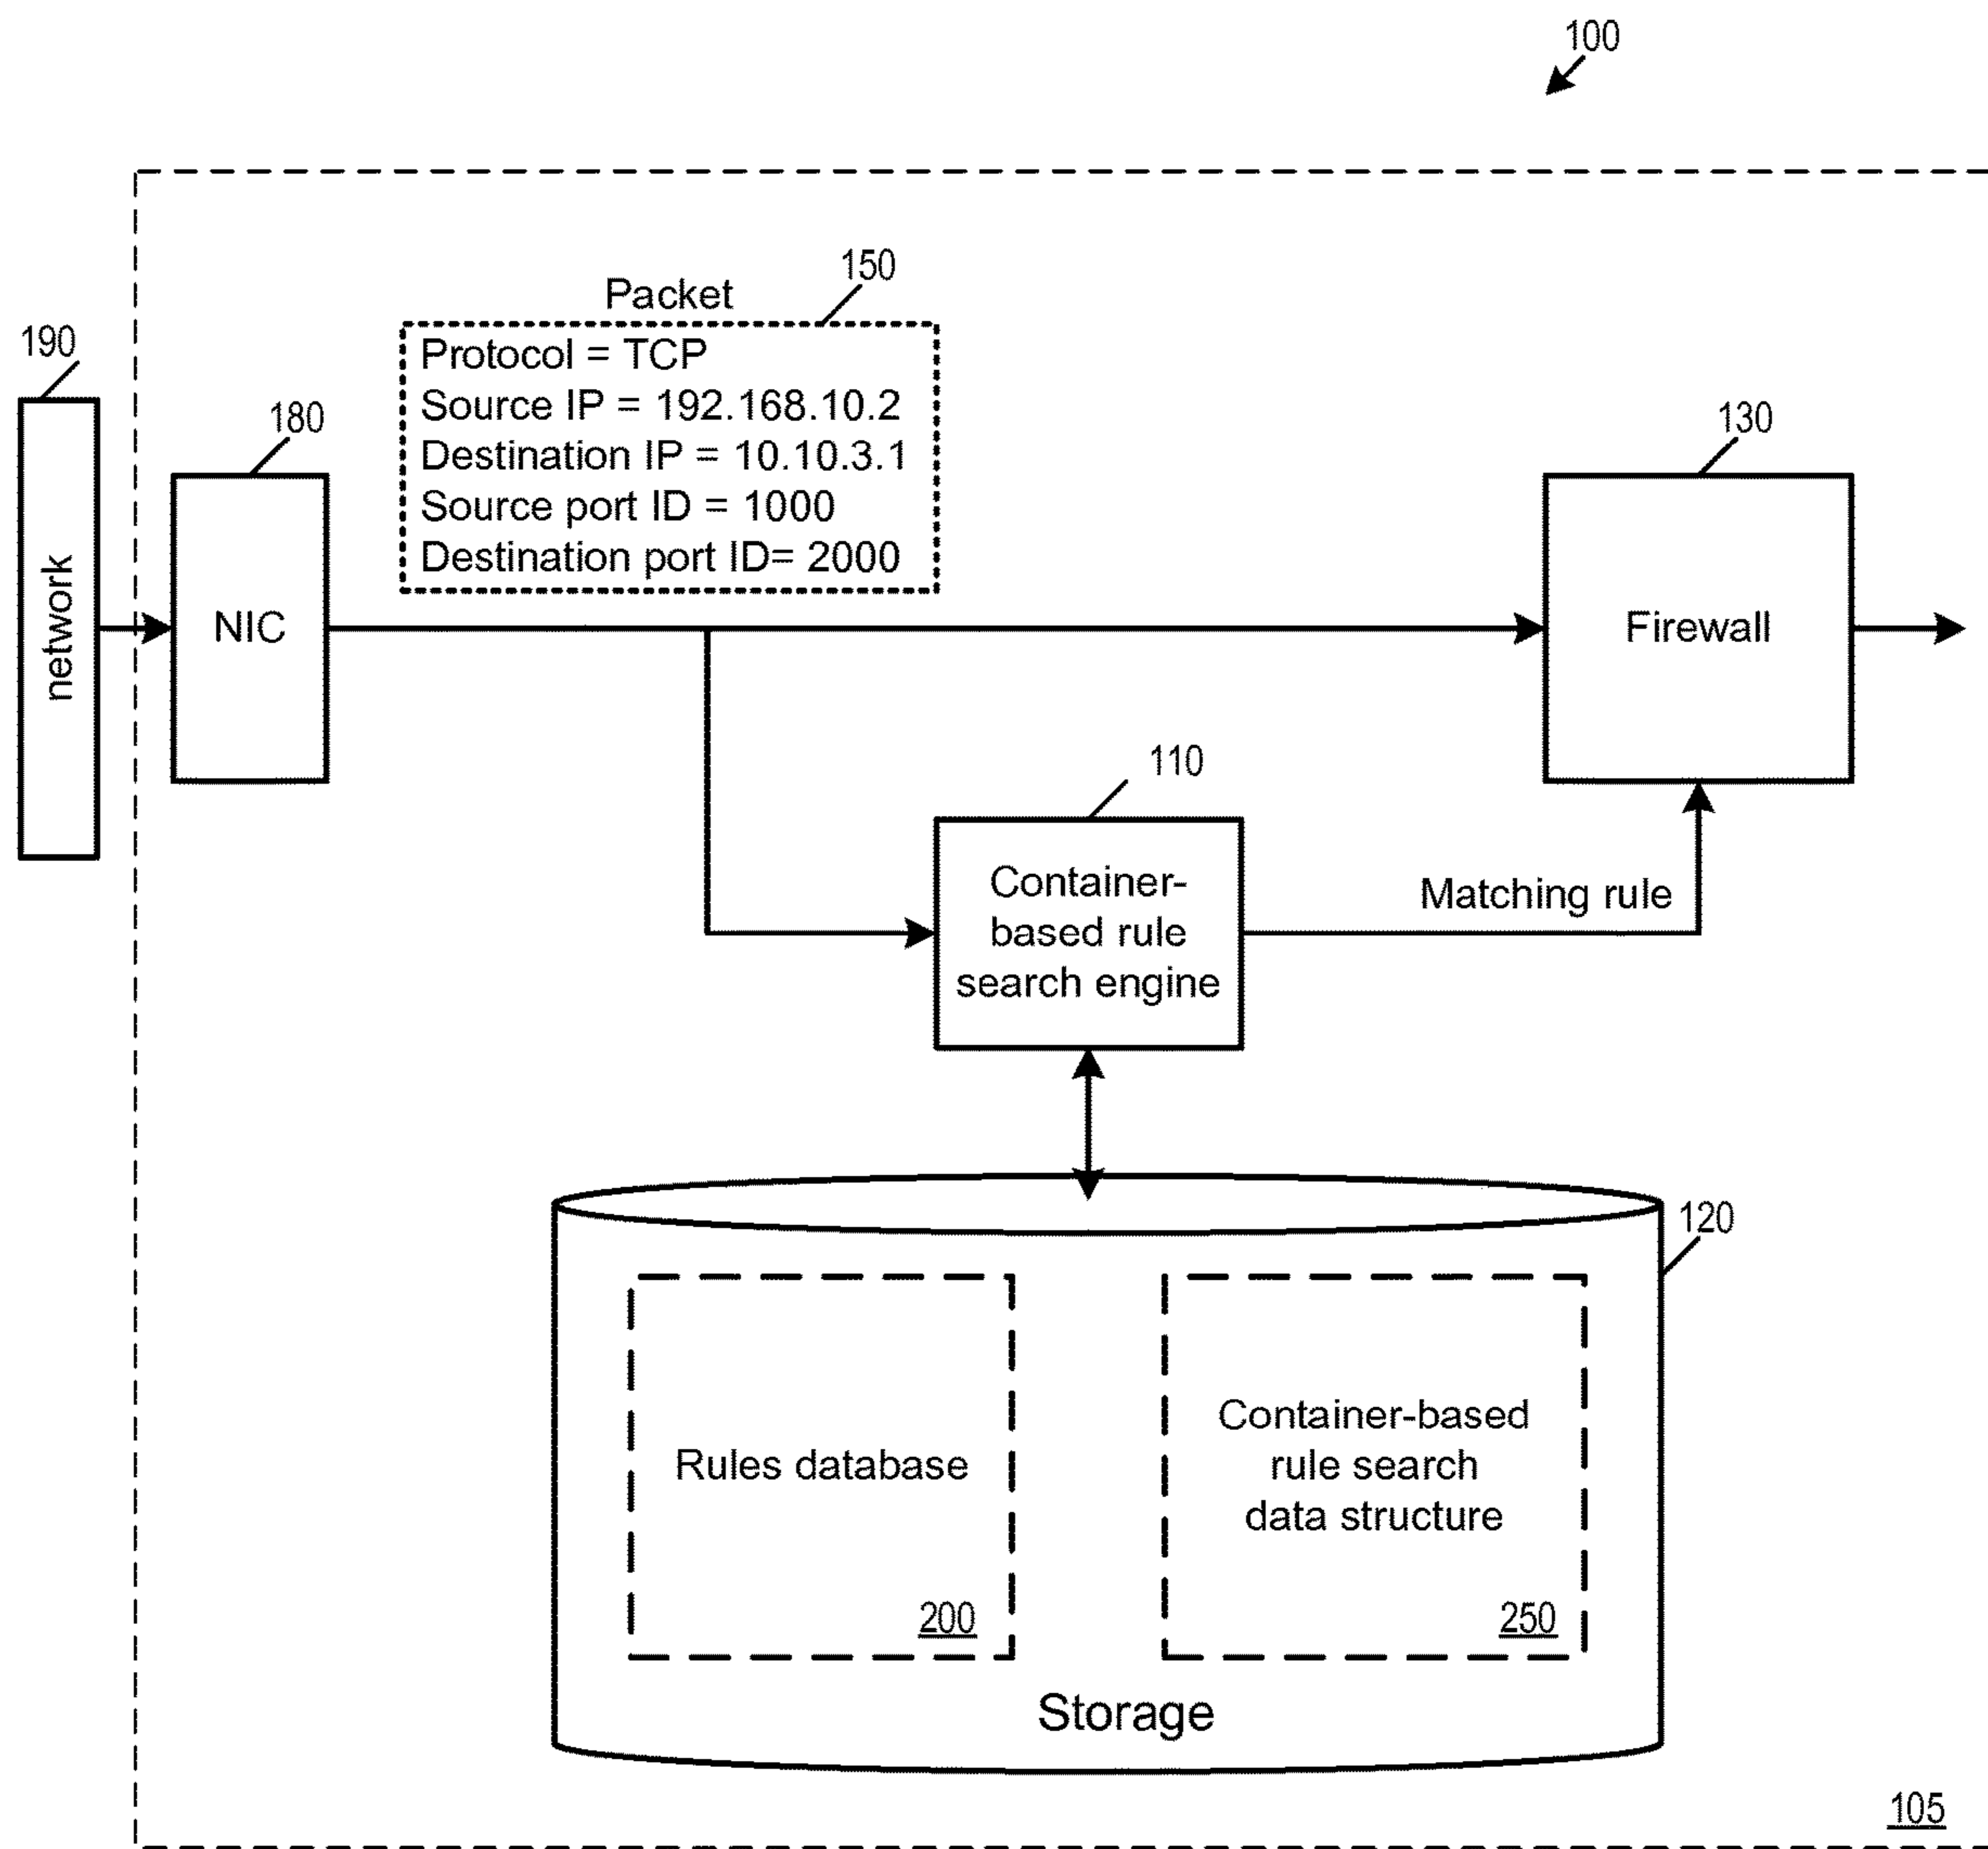 100
150
Packet
Protocol = TCP
Source IP = 192.168.10.2
Destination IP = 10.10.3.1
Source port ID = 1000
Destination port ID= 2000
190
network
180
NIC
130
Firewall
110
Container-
based rule
search engine
Matching rule
120
Rules database
200
Container-based
rule search
data structure
250
Storage
105